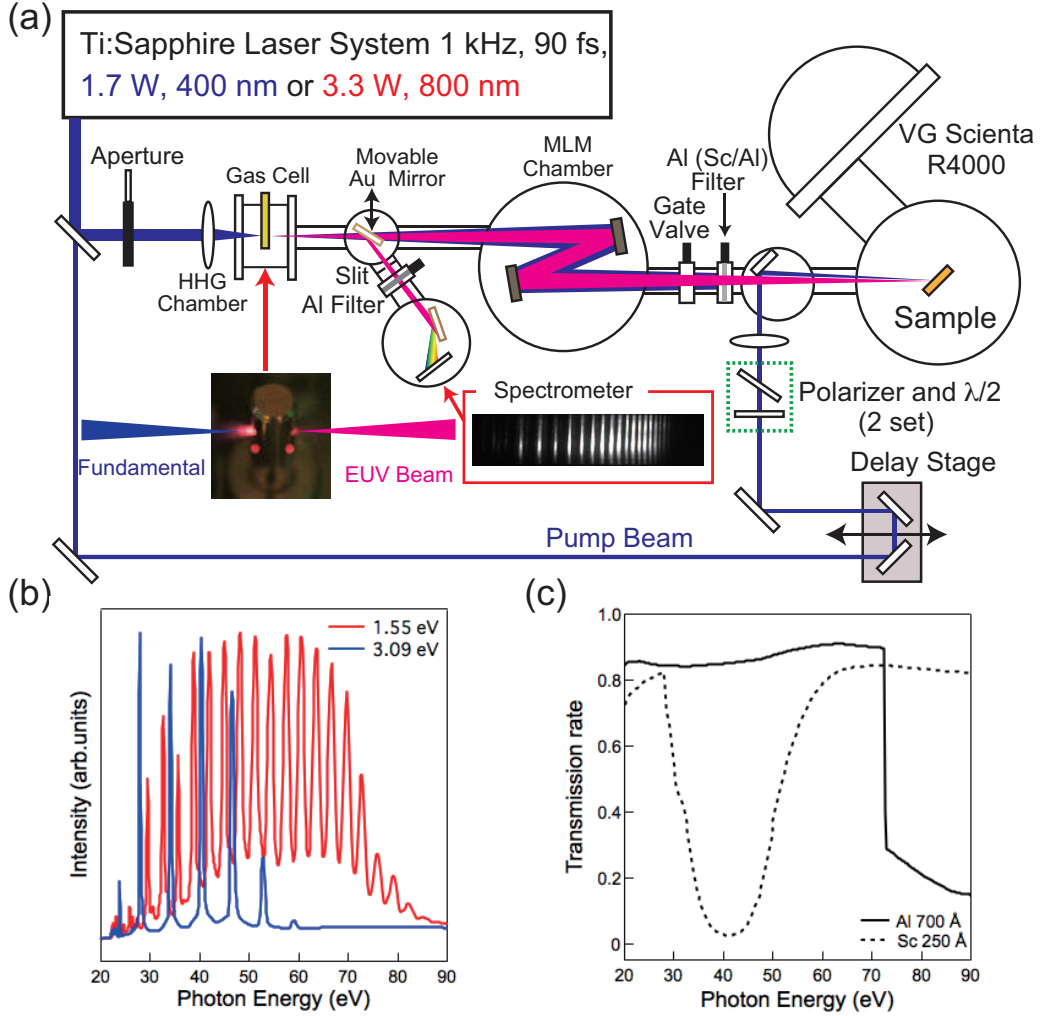 (a)
Ti:Sapphire Laser System 1 kHz, 90 fs,
1.7 W, 400 nm or 3.3 W, 800 nm
Aperture
Gas Cell
Movable
Au Mirror
MLM
Chamber
Al (Sc/Al)
Filter
Gate
Valve
VG Scienta
R4000
HHG
Chamber
Slit
Al Filter
Sample
Spectrometer
Polarizer and λ/2
(2 set)
Fundamental
EUV Beam
Delay Stage
Pump Beam
(b)
1.55 eV
3.09 eV
Intensity (arb.units)
20 30 40 50 60 70 80 90
Photon Energy (eV)
(c)
1.0
0.8
0.6
0.4
0.2
0
Transmission rate
Al 700 Å
Sc 250 Å
20 30 40 50 60 70 80 90
Photon Energy (eV)